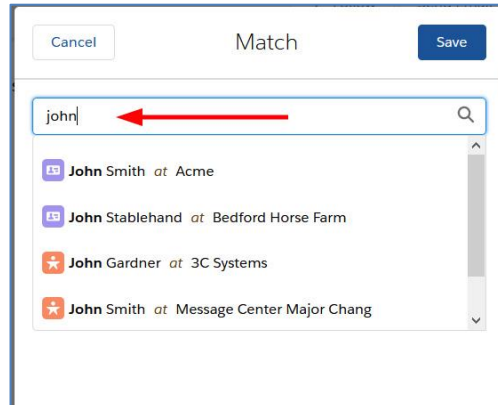 Cancel Match Save
john
John Smith at Acme
John Stablehand at Bedford Horse Farm
John Gardner at 3C Systems
John Smith at Message Center Major Chang